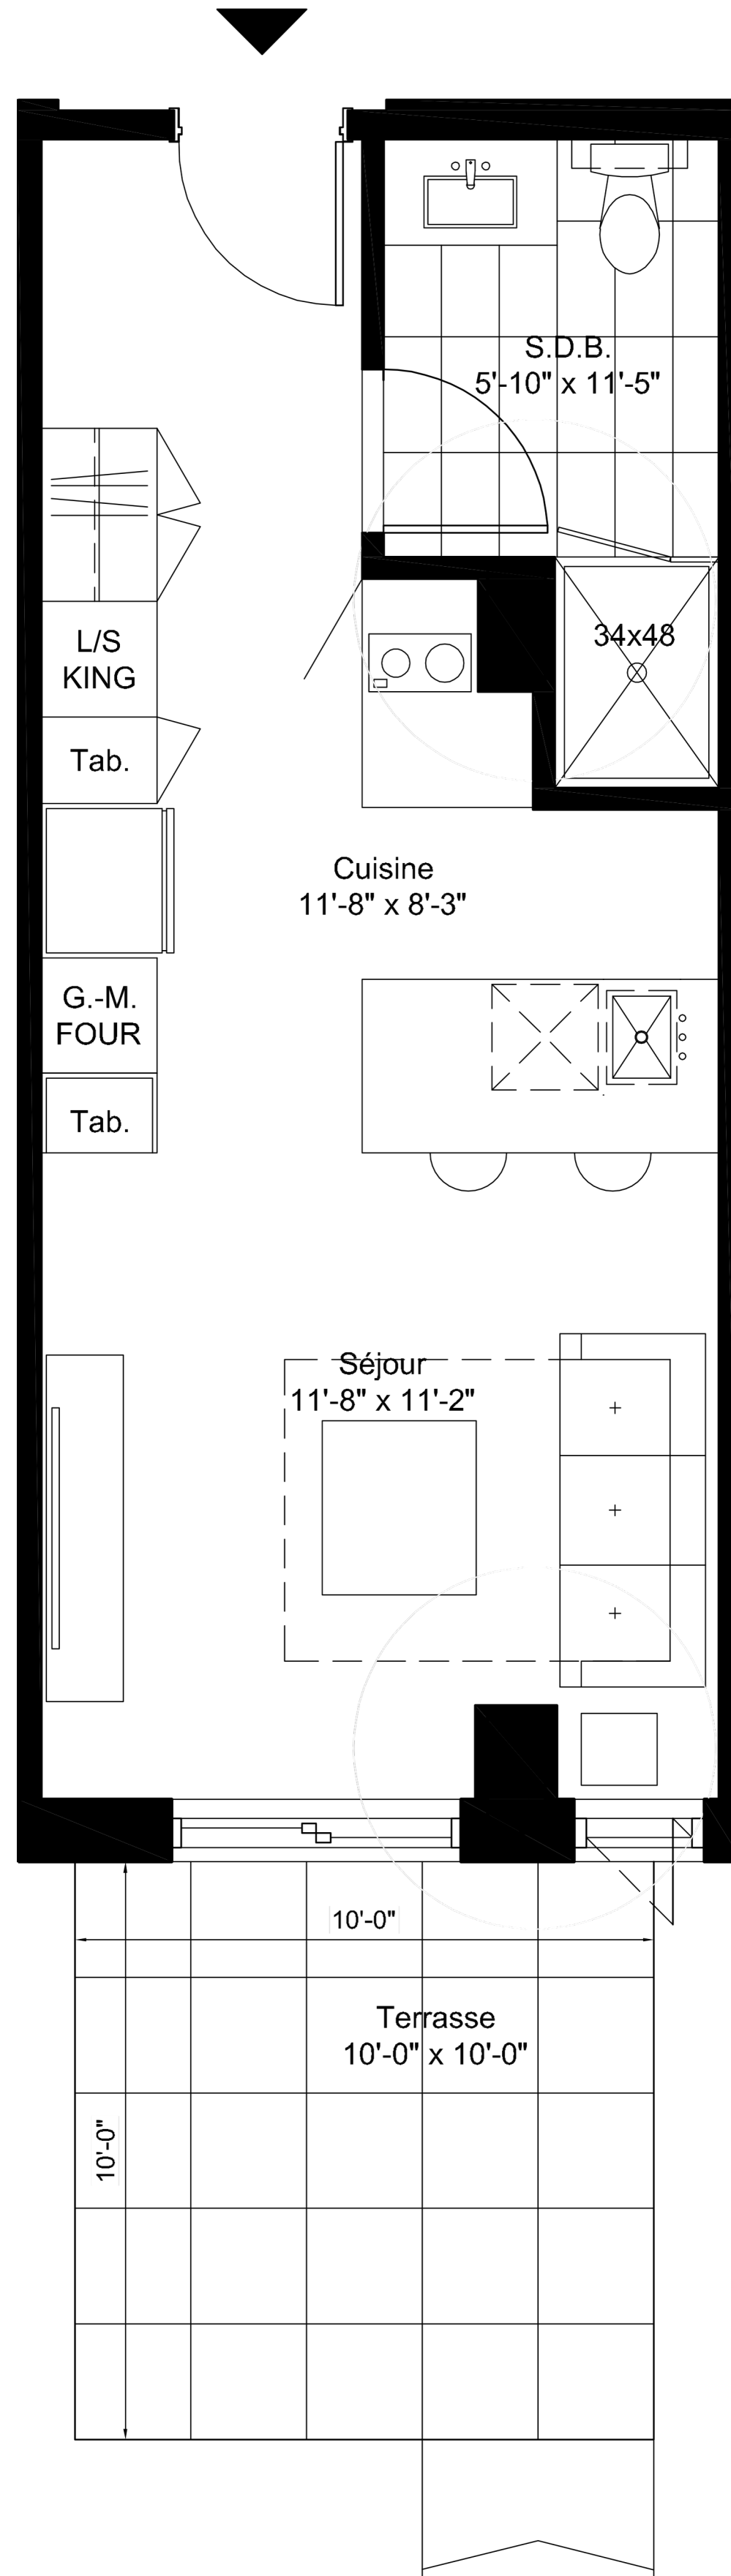 S.D.B.
5'-10" x 11'-5"
L/S
KING
34x48
Tab.
Cuisine
11'-8" x 8'-3"
G.-M.
FOUR
Tab.
Séjour
11'-8" x 11'-2"
10'-0"
Terrasse
10'-0" x 10'-0"
10'-0"